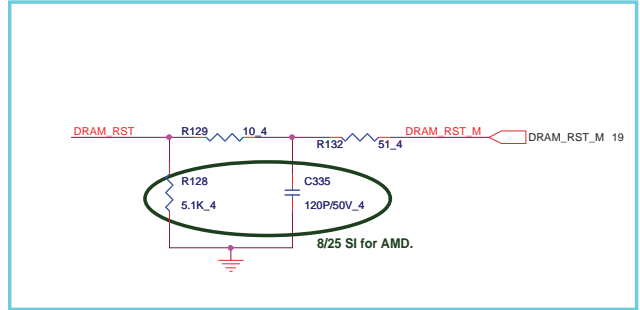 DRAM_RST
R129
10_4
R132
51_4
DRAM_RST_M
DRAM_RST_M 19
R128
5.1K_4
C335
120P/50V_4
8/25 SI for AMD.